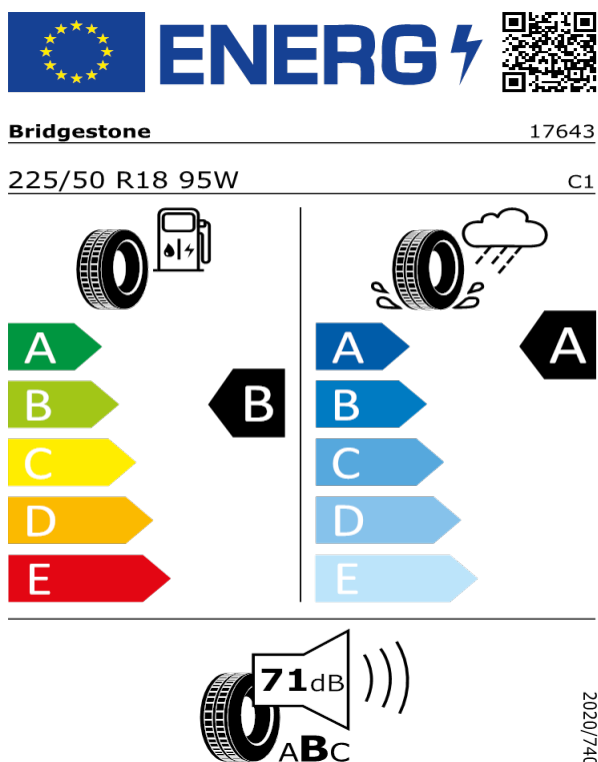 ENERG
Bridgestone 17643
225/50 R18 95W C1
A A A
B B B
C C
D D
E E
71dB
ABC
2020/740